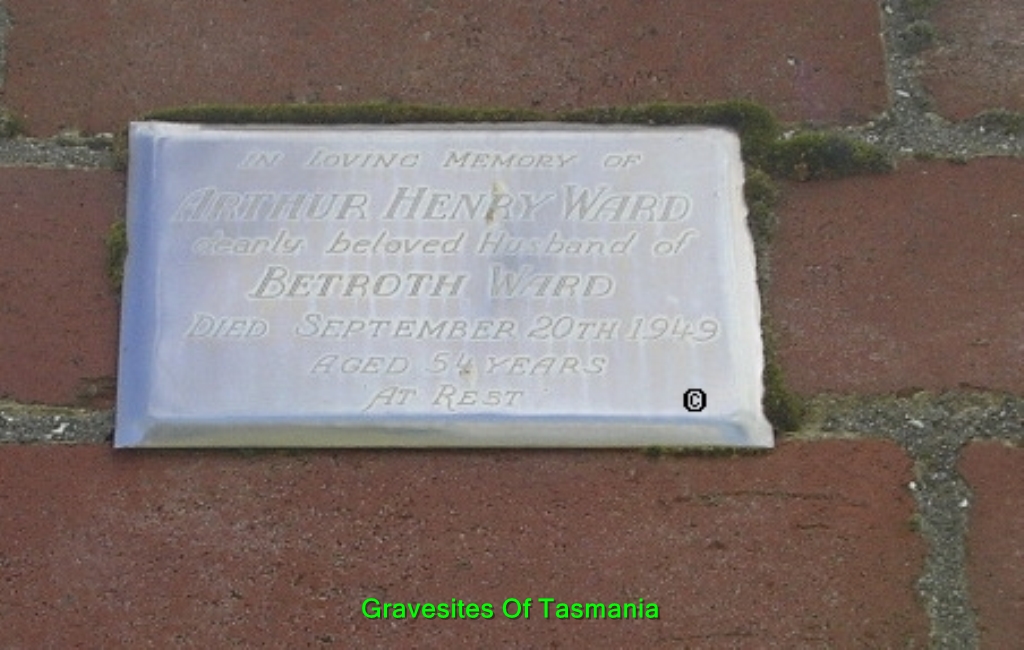 IN LOVING MEMORY OF
ARTHUR HENRY WARD
dearly beloved Husband of
BETROTH WARD
DIED SEPTEMBER 20TH 1949
AGED 54 YEARS
'AT REST'
©
Gravesites Of Tasmania